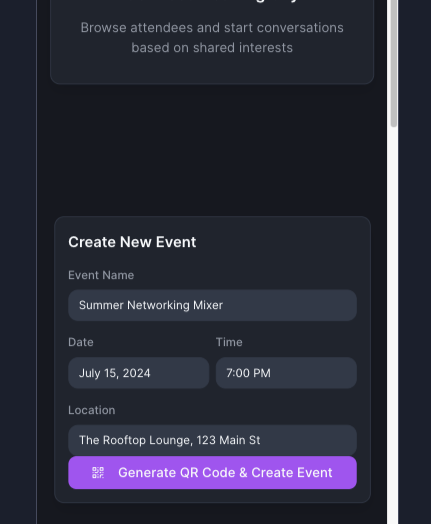 Browse attendees and start conversations
based on shared interests
Create New Event
Event Name
Summer Networking Mixer
Date
Time
July 15, 2024
7:00 PM
Location
The Rooftop Lounge, 123 Main St
Generate QR Code & Create Event